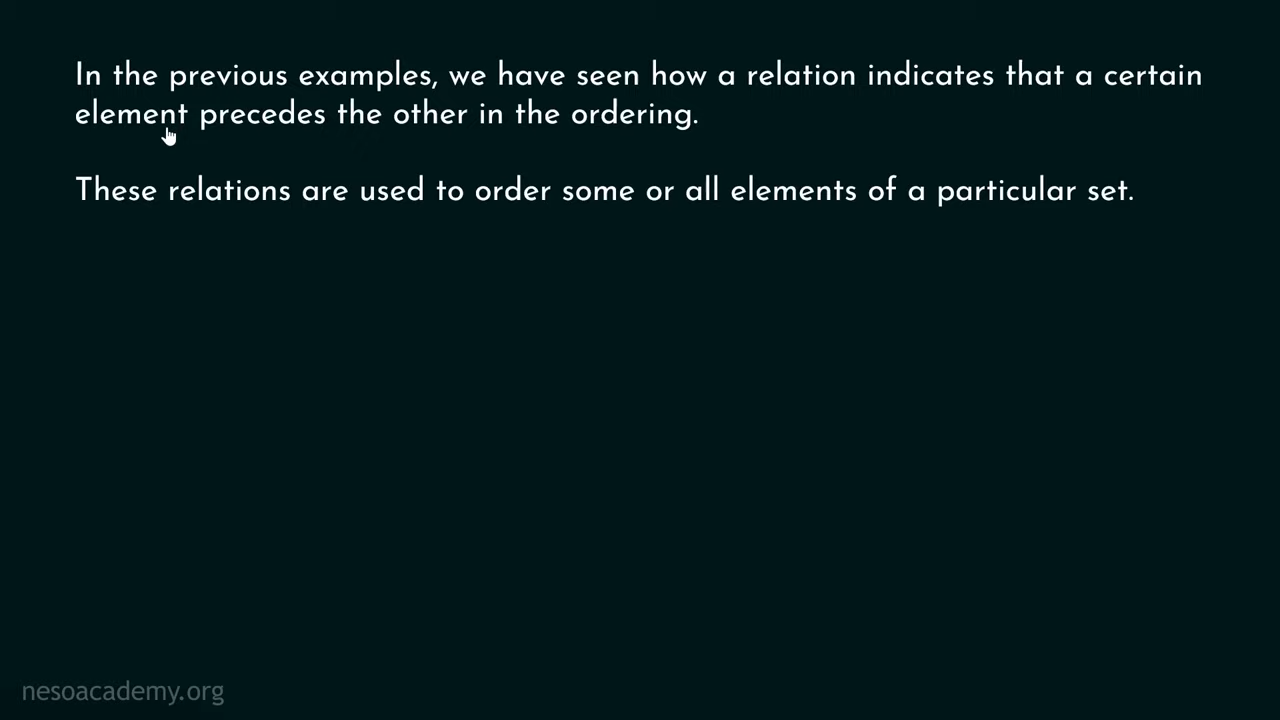 In the previous examples, we have seen how a relation indicates that a certain
element precedes the other in the ordering.
These relations are used to order some or all elements of a particular set.
nesoacademy.org